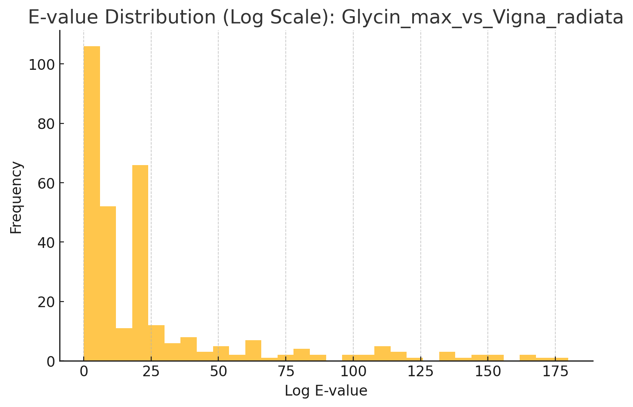 E-value Distribution (Log Scale): Glycin_max_vs_Vigna_radiata
100
80
60
40
20
0
Frequency
0 25 50 75 100 125 150 175
Log E-value